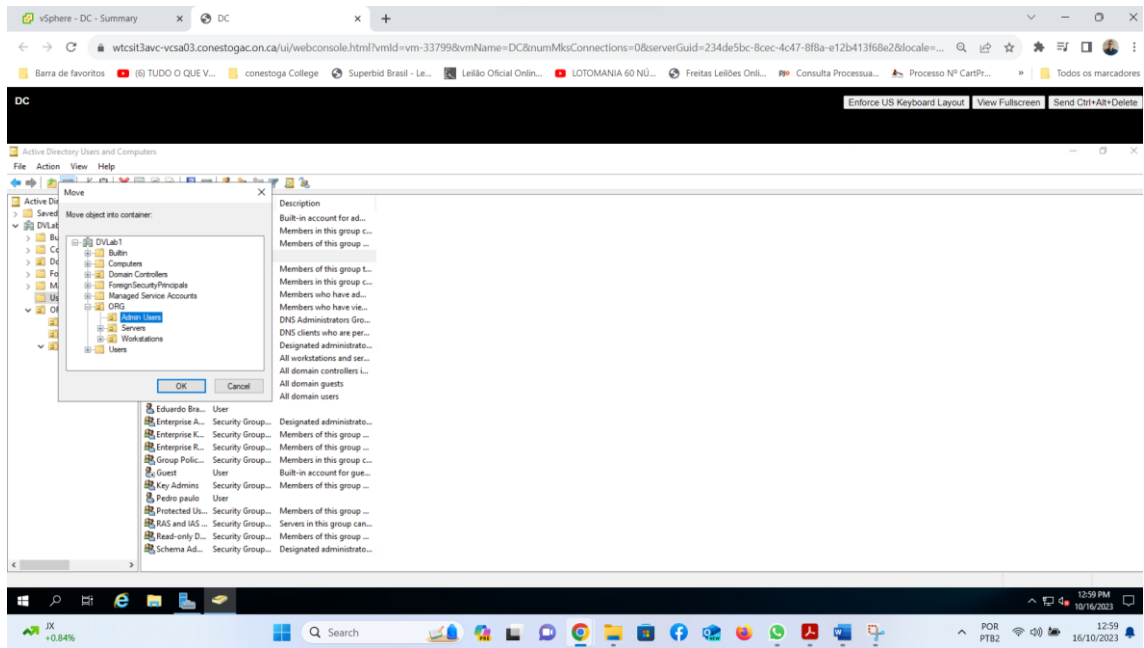 vSphere - DC - Summary
DC
wtcsit3avc-vcsa03.conestogac.on.ca/ui/webconsole.html?vmId=vm-33799&vmName=DC&numMksConnections=0&serverGuid=234de5bc-8cec-4c47-8f8a-e12b413f68e2&locale=...
Barra de favoritos (6) TUDO O QUE V... conestoga College Superbid Brasil - Le... Leilão Oficial Onlin... LOTOMANIA 60 NÚ... Freitas Leilões Onli... Consulta Processua... Processo Nº CartPr... » Todos os marcadores
DC Enforce US Keyboard Layout View Fullscreen Send Ctrl+Alt+Delete
Active Directory Users and Computers
File Action View Help
Move
Move object into container:
DVLab1
Builtin
Computers
Domain Controllers
ForeignSecurityPrincipals
Managed Service Accounts
ORG
Admin Users
Servers
Workstations
Users
OK Cancel
Active Dir
Saved
DVLab
Bu
Co
Do
Fo
M
Us
OR
Description
Built-in account for ad...
Members in this group c...
Members of this group ...
Members of this group t...
Members in this group c...
Members who have ad...
Members who have vie...
DNS Administrators Gro...
DNS clients who are per...
Designated administrato...
All workstations and ser...
All domain controllers i...
All domain guests
All domain users
Eduardo Bra... User
Enterprise A... Security Group... Designated administrato...
Enterprise K... Security Group... Members of this group ...
Enterprise R... Security Group... Members of this group ...
Group Polic... Security Group... Members in this group c...
Guest User Built-in account for gue...
Key Admins Security Group... Members of this group ...
Pedro paulo User
Protected Us... Security Group... Members of this group ...
RAS and IAS ... Security Group... Servers in this group can...
Read-only D... Security Group... Members of this group ...
Schema Ad... Security Group... Designated administrato...
12:59 PM
10/16/2023
JX
+0.84%
Search
POR
PTB2
12:59
16/10/2023